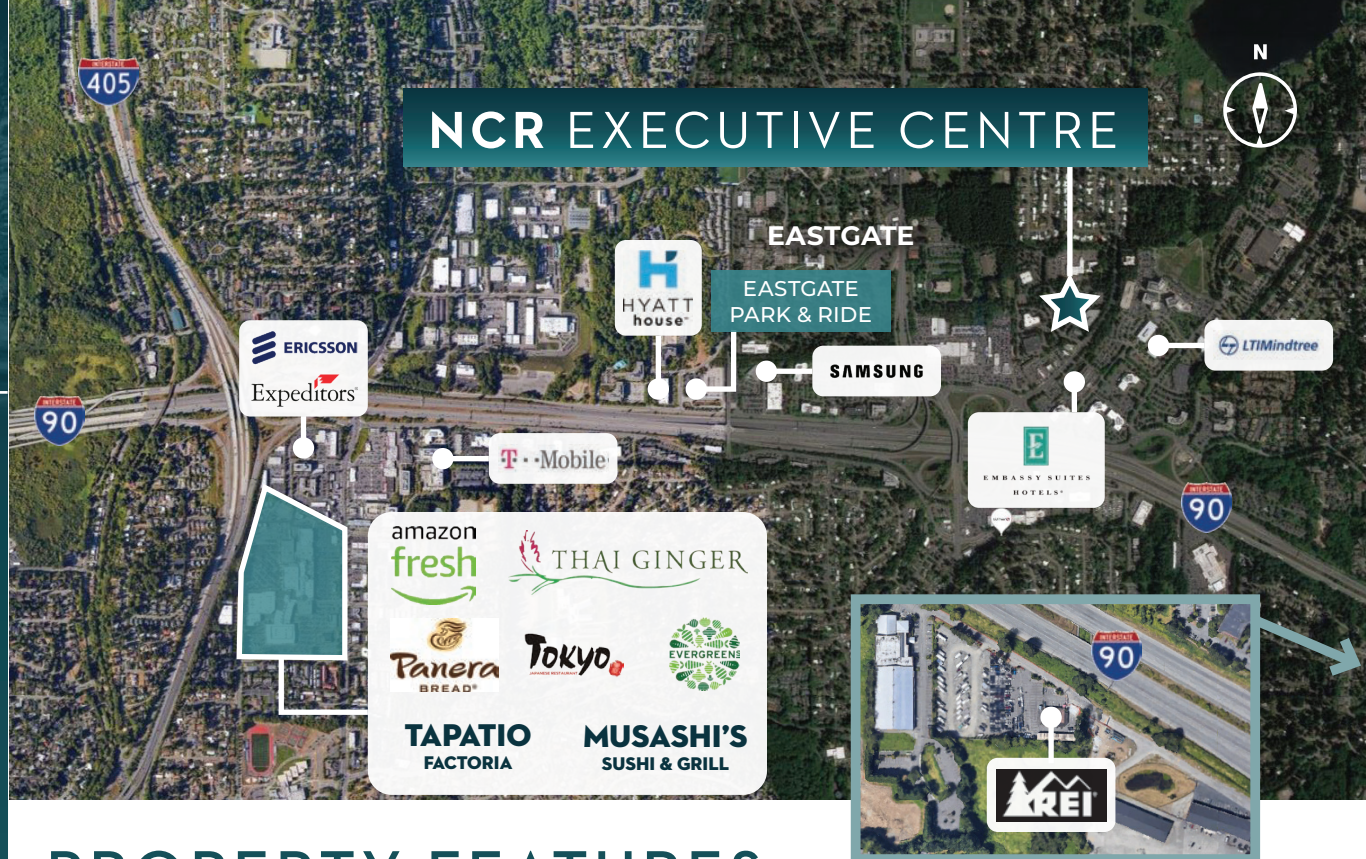 N
INTERSTATE
405
NCR EXECUTIVE CENTRE
EASTGATE
HYATT
house
EASTGATE
PARK & RIDE
ERICSSON
Expeditors®
SAMSUNG
LTIMindtree
INTERSTATE
90
T··Mobile
E
EMBASSY SUITES
HOTELS
INTERSTATE
90
amazon
fresh
THAI GINGER
Panera
BREAD®
TOKYO
JAPANESE RESTAURANT
EVERGREENS
TAPATIO
FACTORIA
MUSASHI'S
SUSHI & GRILL
INTERSTATE
90
REI
PROPERTY FEATURES